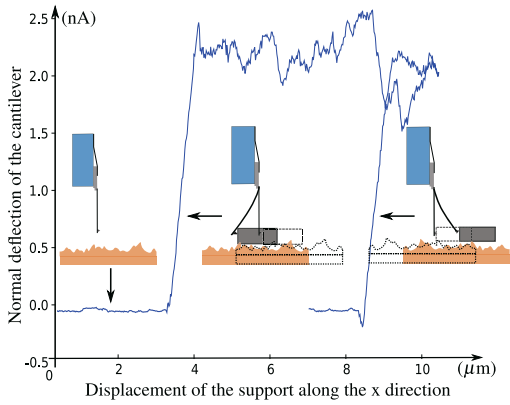 (nA)
2.5
2.0
1.5
1.0
0.5
0.0
-0.5
Normal deflection of the cantilever
0 2 4 6 8 10 (μm)
Displacement of the support along the x direction